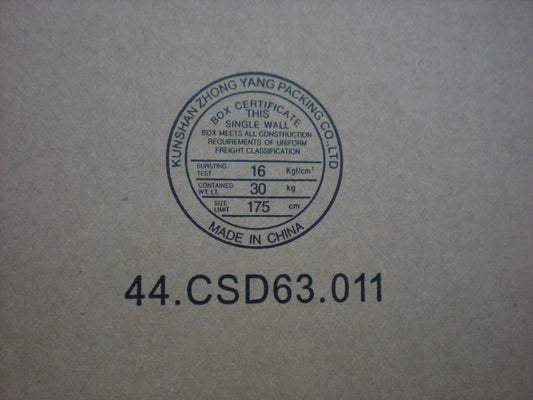 KUNSHAN ZHONG YANG PACKING CO.,LTD
BOX CERTIFICATE
THIS
SINGLE WALL
BOX MEETS ALL CONSTRUCTION
REQUIREMENTS OF UNIFORM
FREIGHT CLASSIFICATION
BURSTING TEST 16 Kgf/cm²
CONTAINED WT. LT. 30 kg
SIZE LIMIT 175 cm
MADE IN CHINA
44.CSD63.011